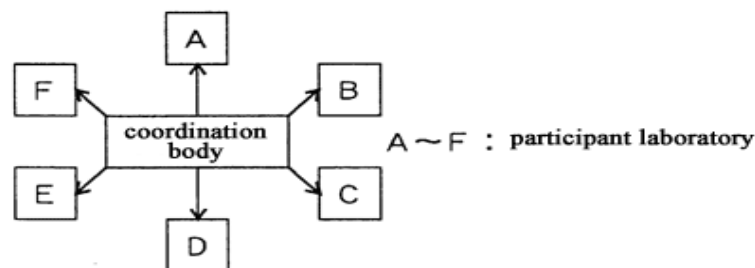 A
F
B
coordination
body
A～F : participant laboratory
E
C
D